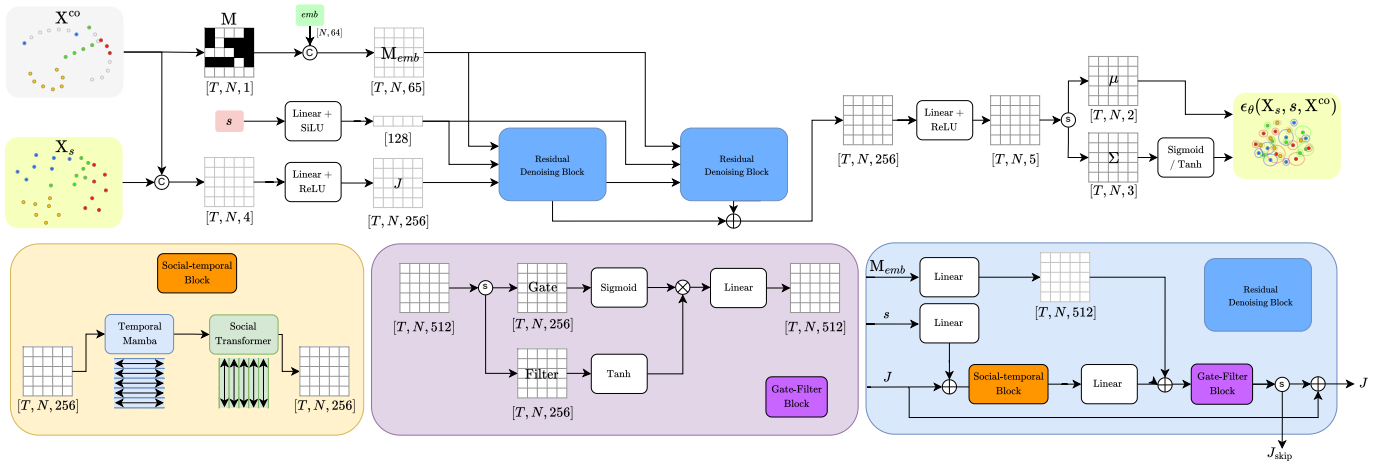 X^co
M
emb
[N, 64]
C
M_emb
[T, N, 1]
[T, N, 65]
s
Linear +
SiLU
[128]
X_s
C
[T, N, 4]
Linear +
ReLU
J
[T, N, 256]
Residual
Denoising Block
Residual
Denoising Block
[T, N, 256]
Linear +
ReLU
[T, N, 5]
S
μ
[T, N, 2]
Σ
[T, N, 3]
Sigmoid
/ Tanh
ϵ_θ(X_s, s, X^co)
Social-temporal
Block
Temporal
Mamba
Social
Transformer
[T, N, 256]
[T, N, 256]
[T, N, 512]
S
Gate
[T, N, 256]
Sigmoid
Linear
[T, N, 512]
Filter
[T, N, 256]
Tanh
Gate-Filter
Block
M_emb
Linear
[T, N, 512]
Residual
Denoising Block
s
Linear
J
Social-temporal
Block
Linear
Gate-Filter
Block
S
J
J_skip